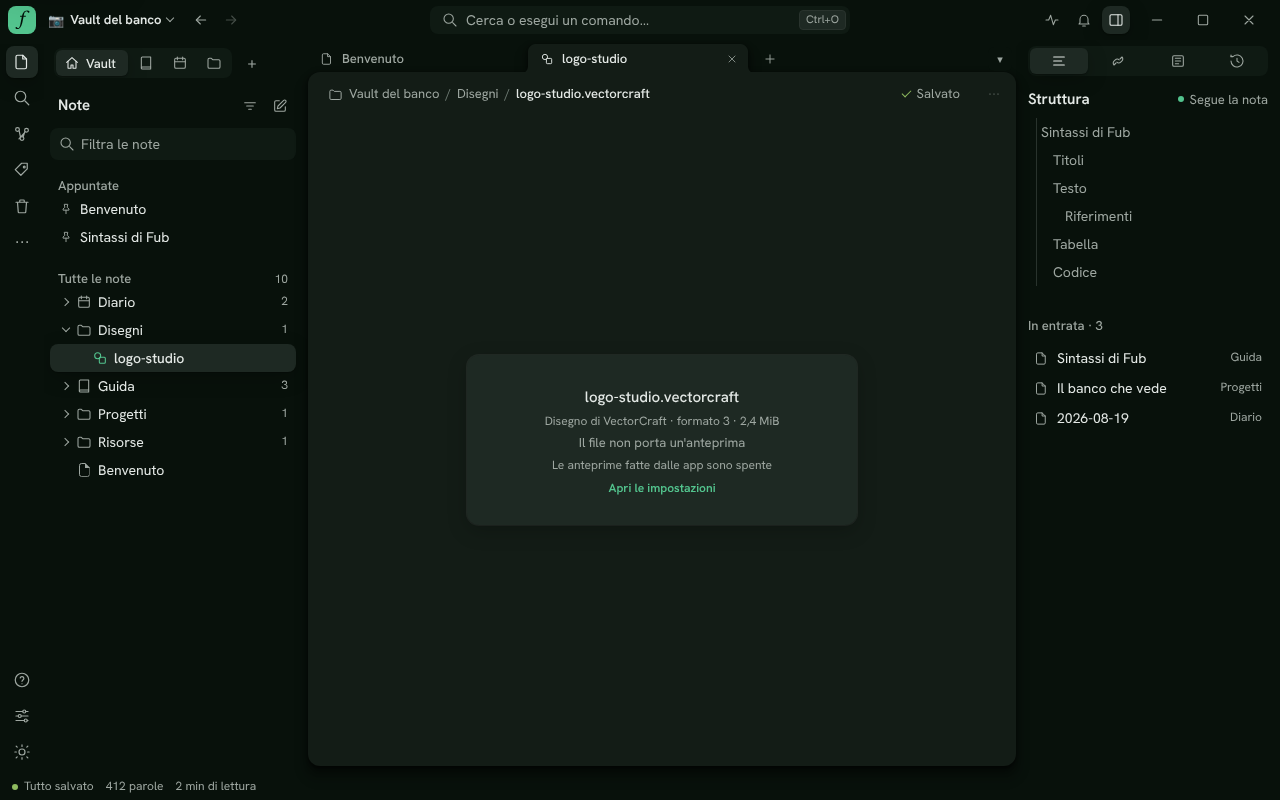 f
Vault del banco
Cerca o esegui un comando...
Ctrl+O
Vault
Note
Filtra le note
Appuntate
Benvenuto
Sintassi di Fub
Tutte le note 10
Diario 2
Disegni 1
logo-studio
Guida 3
Progetti 1
Risorse 1
Benvenuto
Tutto salvato 412 parole 2 min di lettura
Benvenuto
logo-studio
Vault del banco / Disegni / logo-studio.vectorcraft
Salvato
logo-studio.vectorcraft
Disegno di VectorCraft · formato 3 · 2,4 MiB
Il file non porta un'anteprima
Le anteprime fatte dalle app sono spente
Apri le impostazioni
Struttura
Segue la nota
Sintassi di Fub
Titoli
Testo
Riferimenti
Tabella
Codice
In entrata · 3
Sintassi di Fub Guida
Il banco che vede Progetti
2026-08-19 Diario